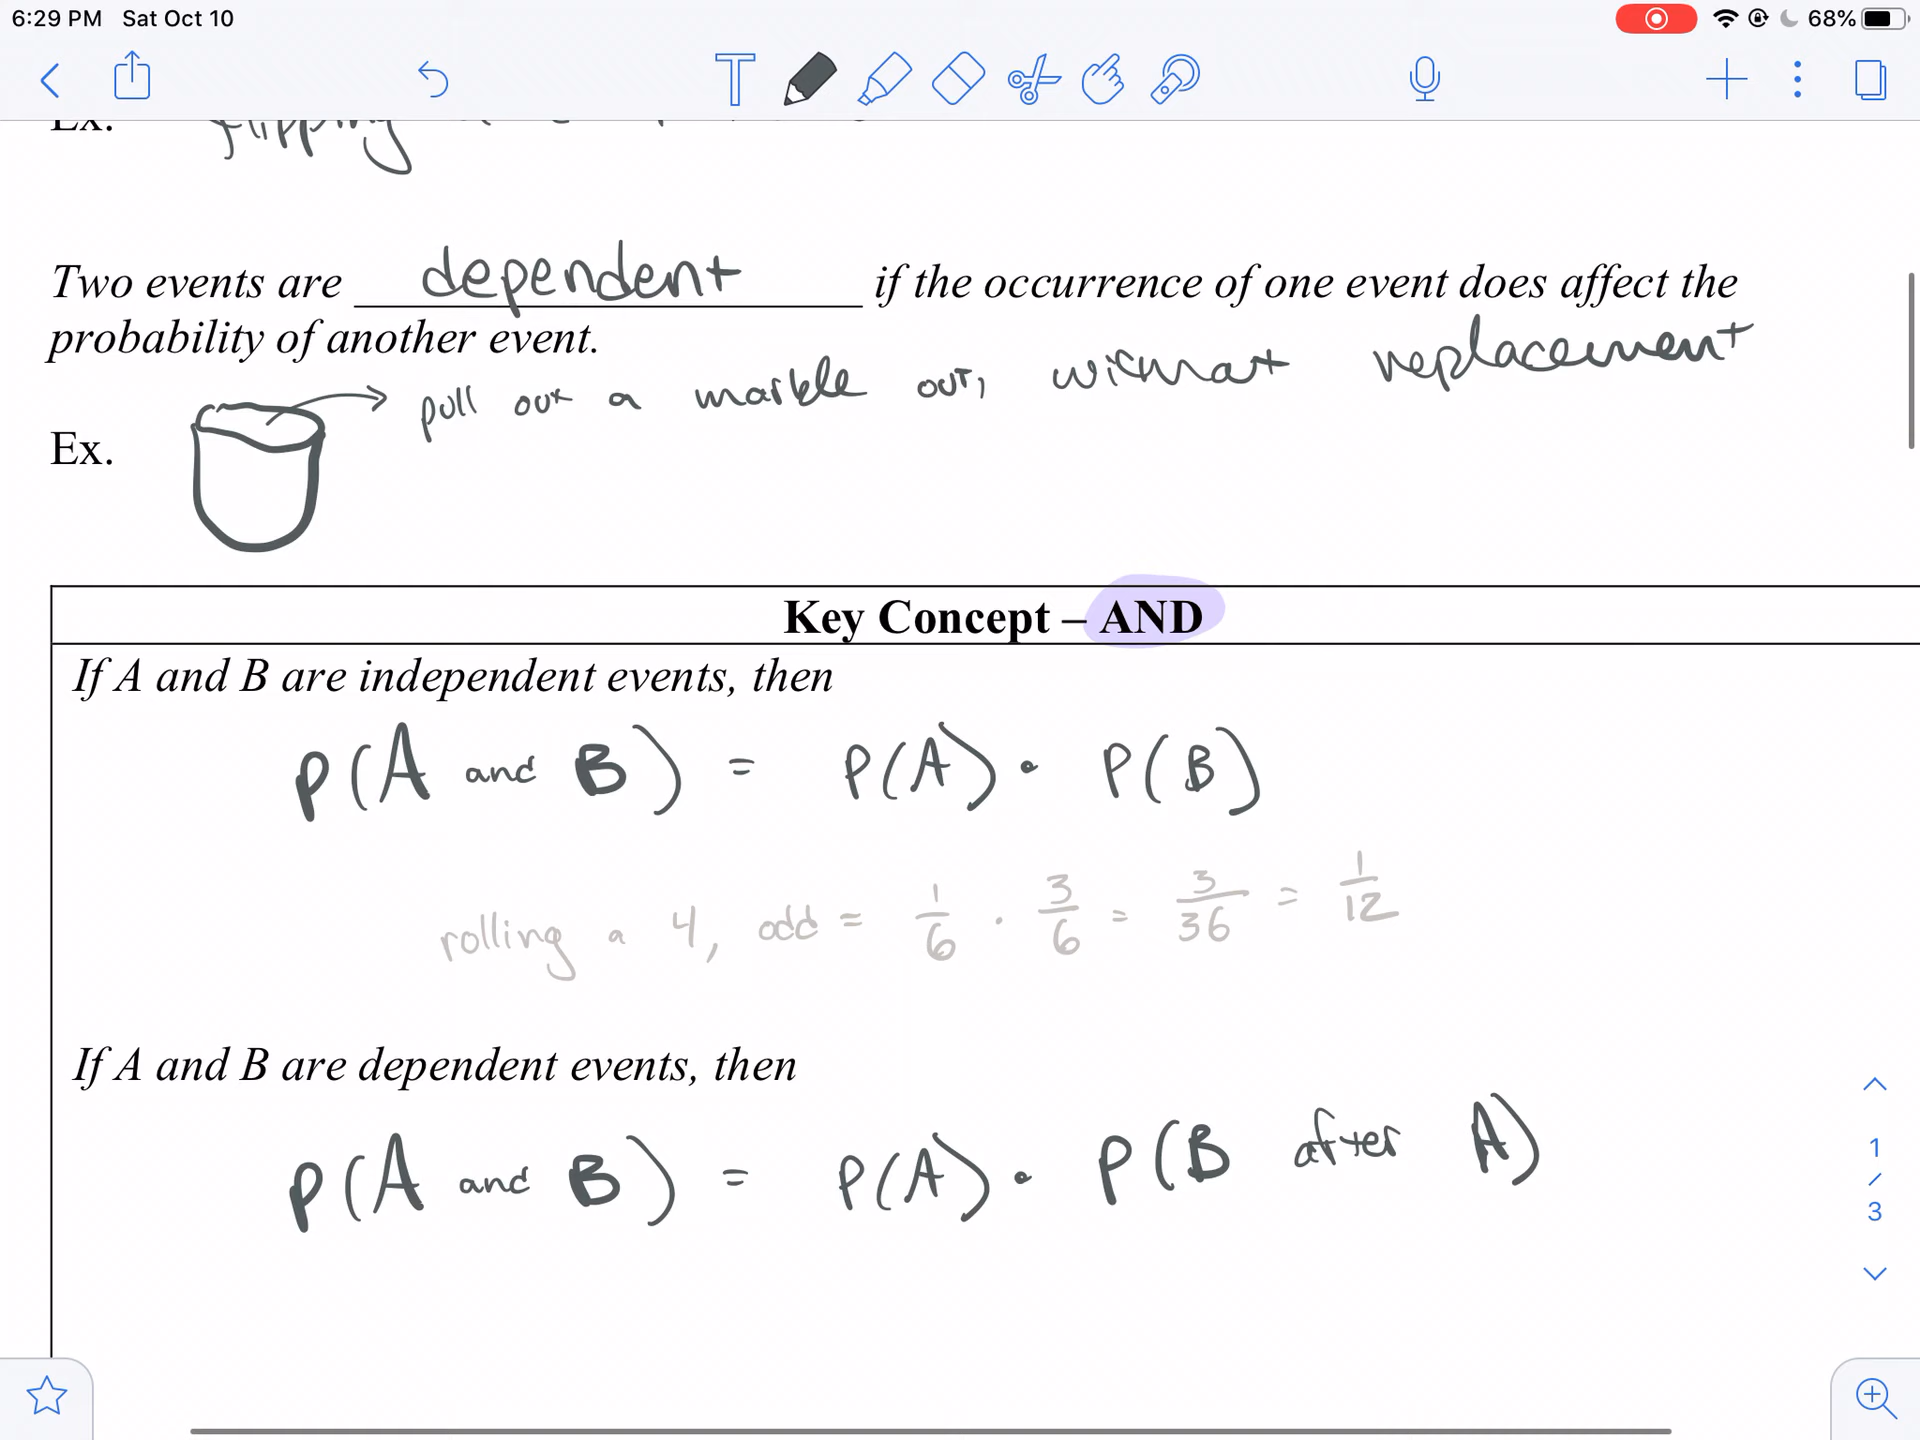 6:29 PM Sat Oct 10
68%
Ex. flipping a
Two events are dependent if the occurrence of one event does affect the
probability of another event.
pull out a marble out, without replacement
Ex.
Key Concept – AND
If A and B are independent events, then
P(A and B) = P(A) • P(B)
rolling a 4, odd = 1/6 · 3/6 = 3/36 = 1/12
If A and B are dependent events, then
P(A and B) = P(A) • P(B after A)
1
/
3